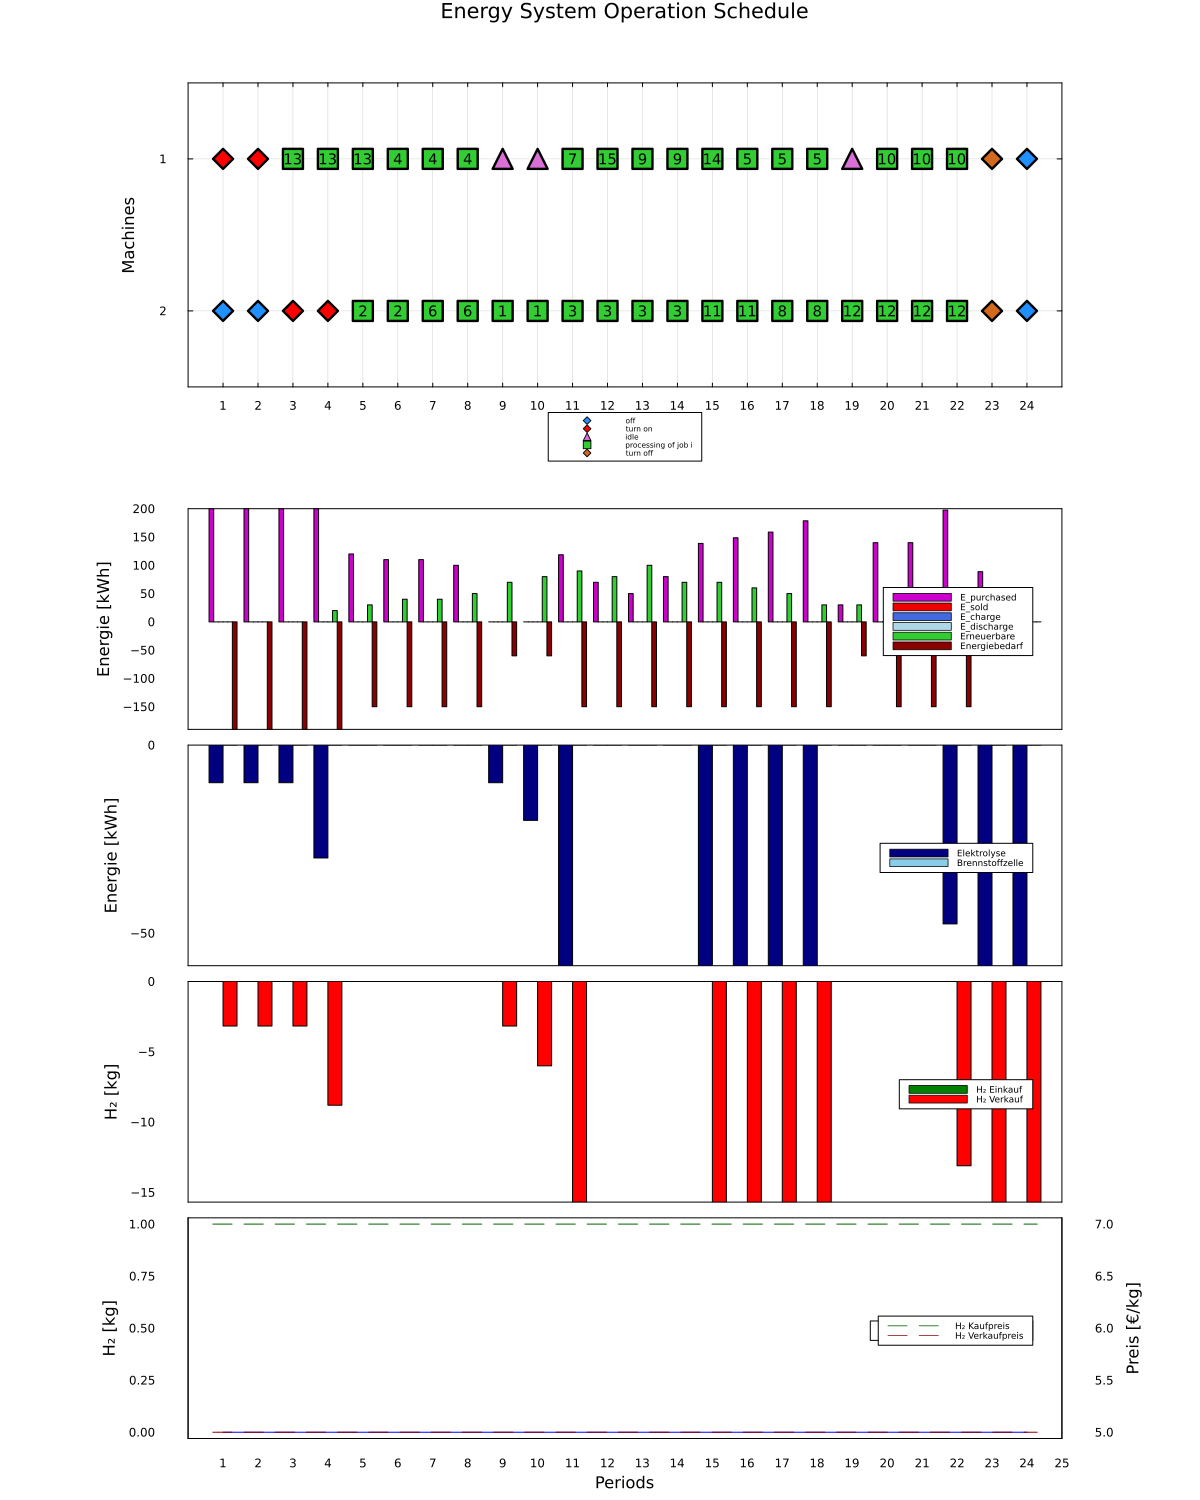 Energy System Operation Schedule
Machines
1
13 13 13 4 4 4 7 15 9 9 14 5 5 5 10 10 10
2
2 2 6 6 1 1 3 3 3 3 11 11 8 8 12 12 12 12
1 2 3 4 5 6 7 8 9 10 11 12 13 14 15 16 17 18 19 20 21 22 23 24
off
turn on
idle
processing of job i
turn off
Energie [kWh]
200
150
100
50
0
−50
−100
−150
E_purchased
E_sold
E_charge
E_discharge
Erneuerbare
Energiebedarf
Energie [kWh]
0
−50
Elektrolyse
Brennstoffzelle
H₂ [kg]
0
−5
−10
−15
H₂ Einkauf
H₂ Verkauf
H₂ [kg]
1.00
0.75
0.50
0.25
0.00
7.0
6.5
6.0
5.5
5.0
Preis [€/kg]
H₂ Kaufpreis
H₂ Verkaufpreis
1 2 3 4 5 6 7 8 9 10 11 12 13 14 15 16 17 18 19 20 21 22 23 24 25
Periods